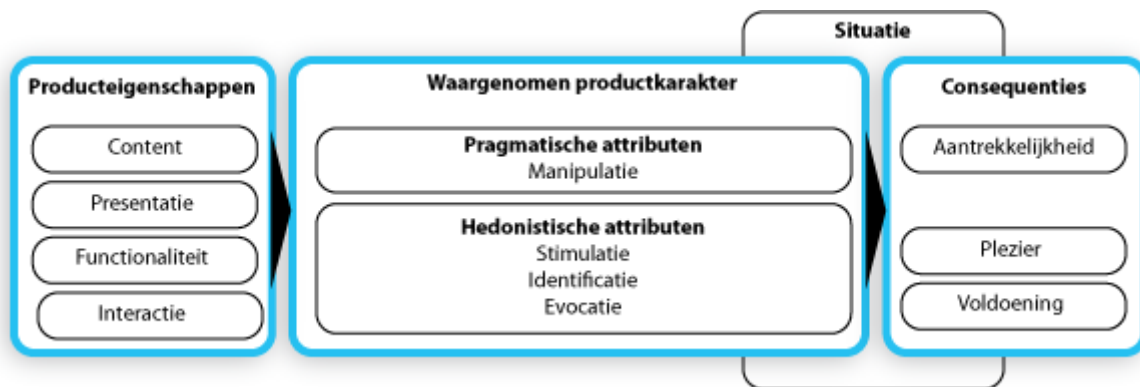 Situatie
Producteigenschappen
Content
Presentatie
Functionaliteit
Interactie
Waargenomen productkarakter
Pragmatische attributen
Manipulatie
Hedonistische attributen
Stimulatie
Identificatie
Evocatie
Consequenties
Aantrekkelijkheid
Plezier
Voldoening